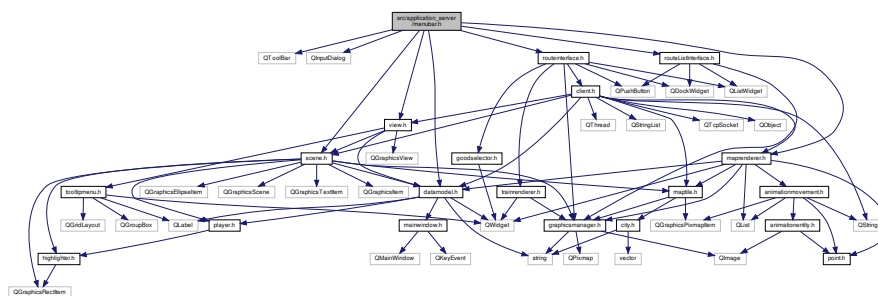 src/application_server
/menubar.h
QToolBar
QInputDialog
routeinterface.h
routeListInterface.h
client.h
QPushButton
QDockWidget
QListWidget
view.h
QThread
QStringList
QTcpSocket
QObject
scene.h
QGraphicsView
goodselector.h
maprenderer.h
tooltipmenu.h
QGraphicsEllipseItem
QGraphicsScene
QGraphicsTextItem
QGraphicsItem
datamodel.h
trainrenderer.h
maptile.h
animationmovement.h
QGridLayout
QGroupBox
QLabel
player.h
mainwindow.h
QWidget
graphicsmanager.h
city.h
QGraphicsPixmapItem
QList
animationentity.h
QString
highlighter.h
QMainWindow
QKeyEvent
string
QPixmap
vector
QImage
point.h
QGraphicsRectItem